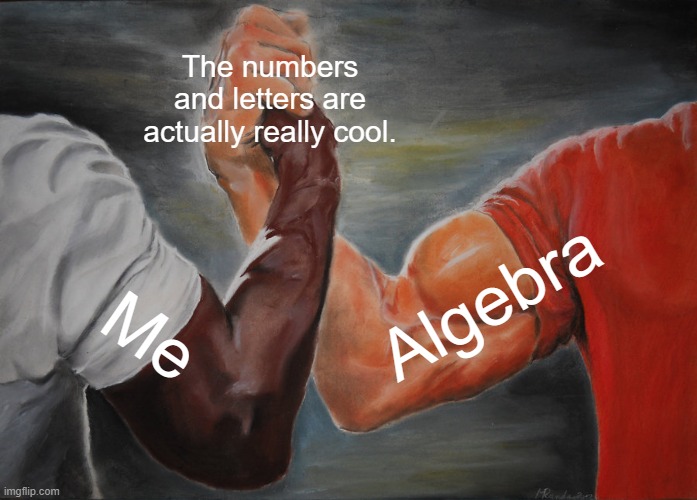 The numbers
and letters are
actually really cool.
Me
Algebra
imgflip.com